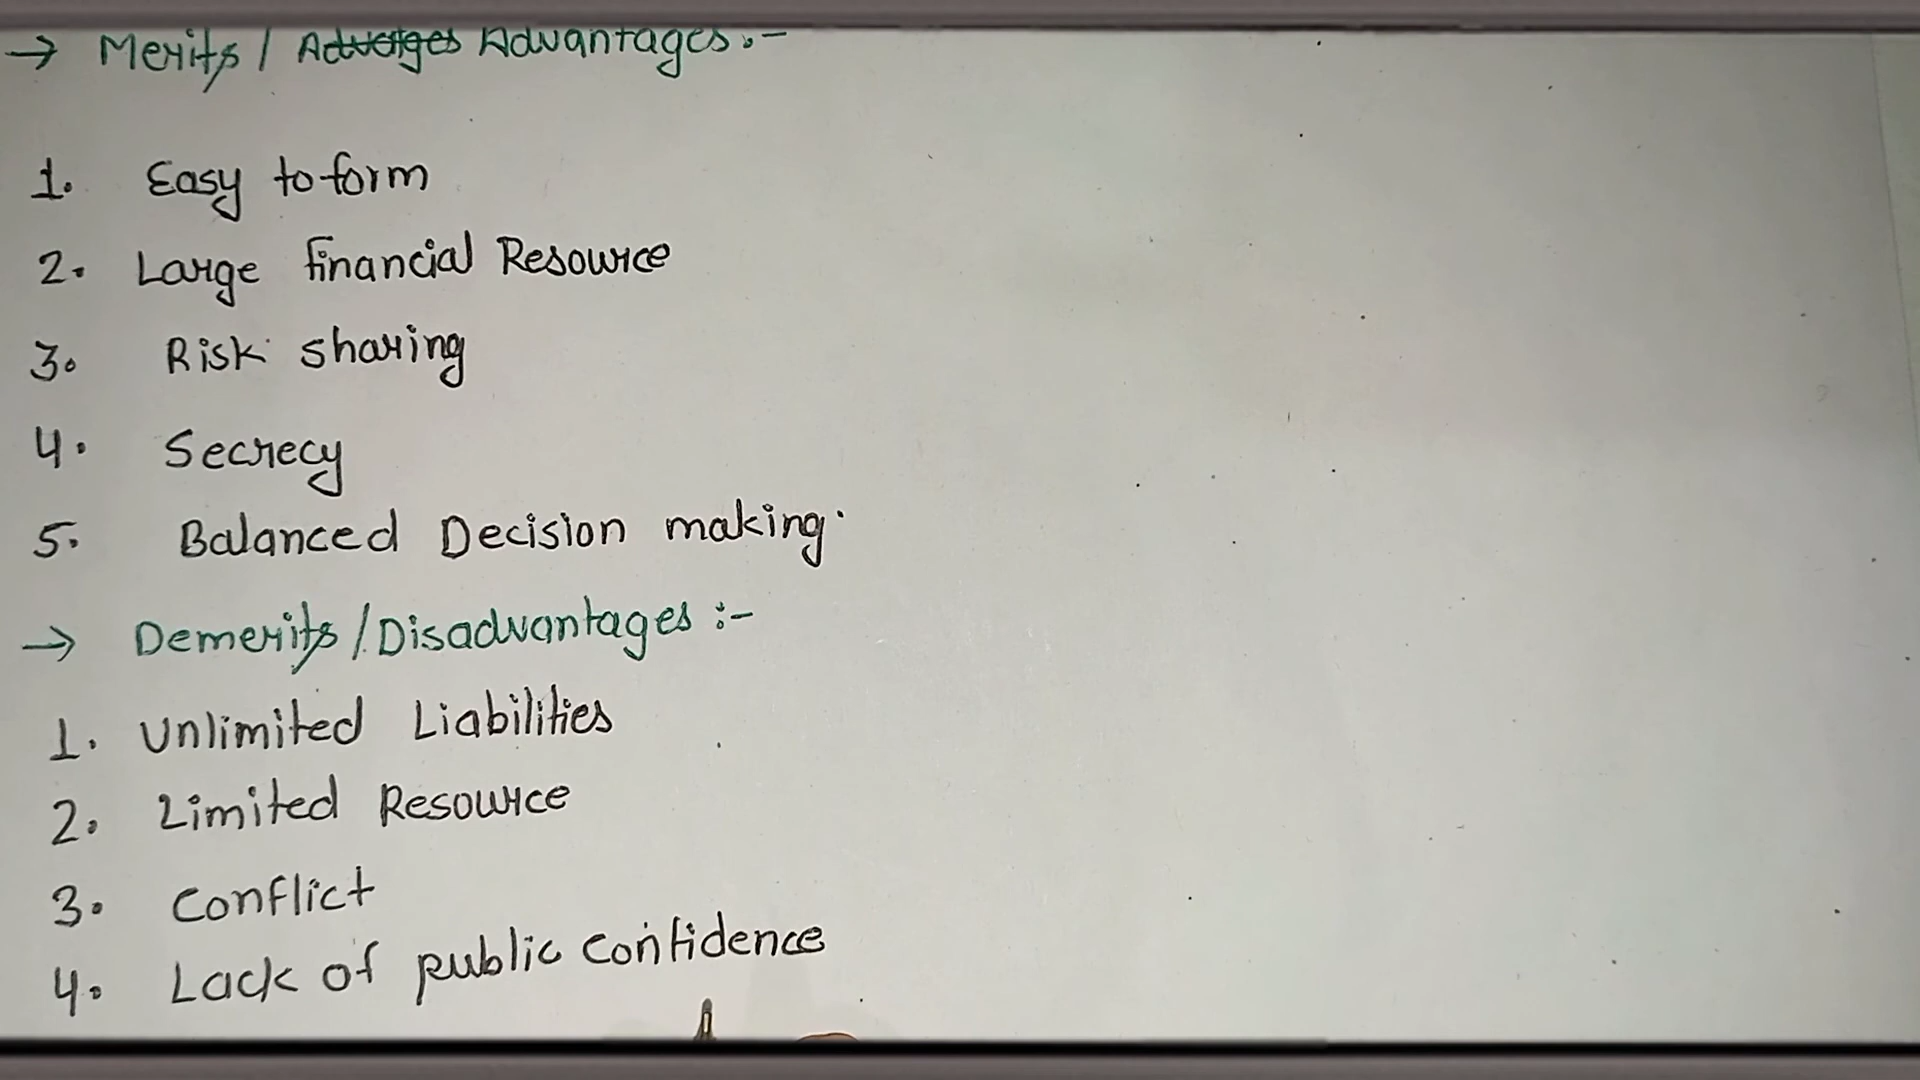 → Merits / Advantages :-
1. Easy to form
2. Large financial Resource
3. Risk sharing
4. Secrecy
5. Balanced Decision making.
→ Demerits / Disadvantages :-
1. Unlimited Liabilities
2. Limited Resource
3. Conflict
4. Lack of public confidence